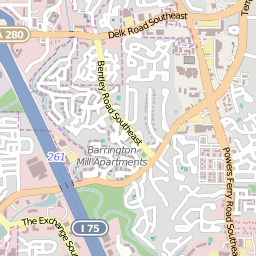 A 280
Delk Road Southeast
Bentley Road Southeast
261
Barrington
Mill Apartments
Powers Ferry Road Southeast
I 75
The Exchange